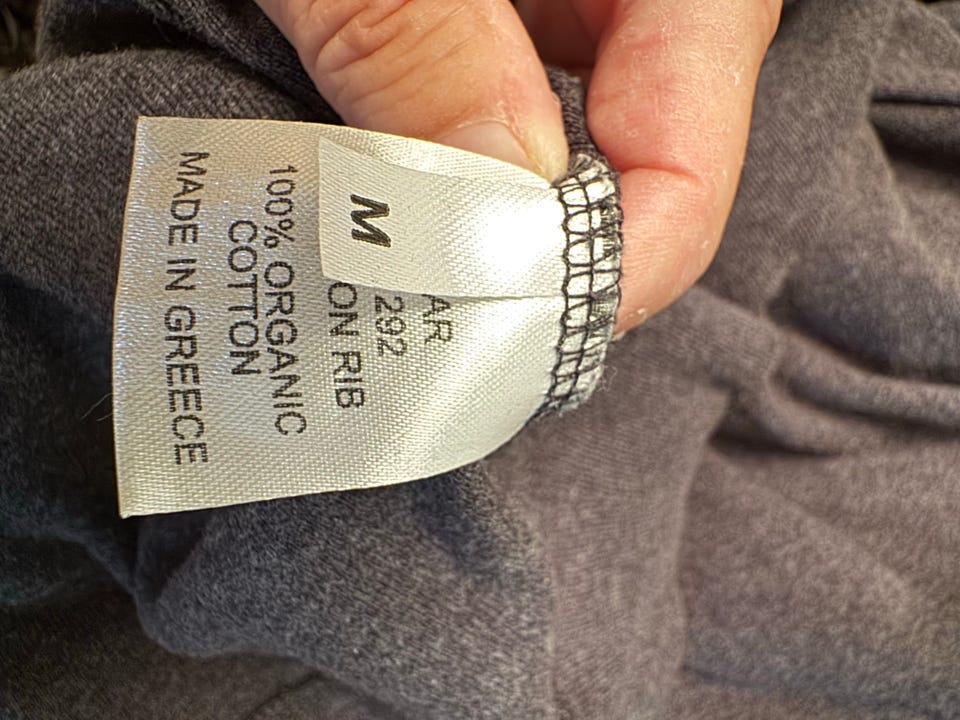 M
AR
292
ON RIB
100% ORGANIC
COTTON
MADE IN GREECE